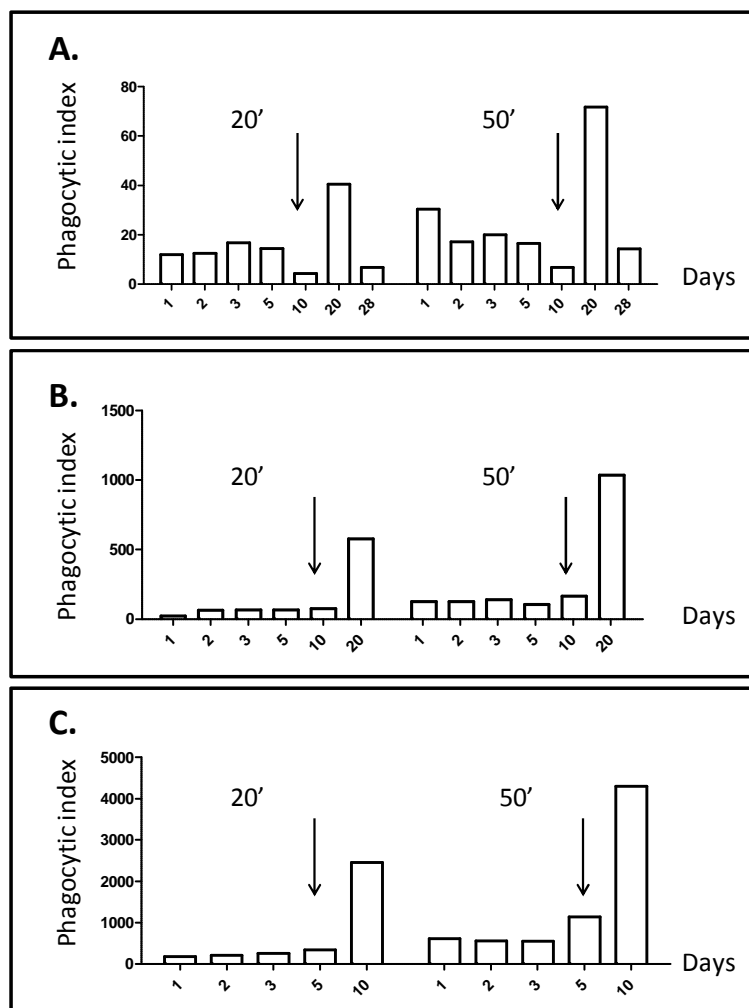 A.
Phagocytic index
80
60
40
20
0
20’
50’
1 2 3 5 10 20 28 1 2 3 5 10 20 28
Days
B.
Phagocytic index
1500
1000
500
0
20’
50’
1 2 3 5 10 20 1 2 3 5 10 20
Days
C.
Phagocytic index
5000
4000
3000
2000
1000
0
20’
50’
1 2 3 5 10 1 2 3 5 10
Days